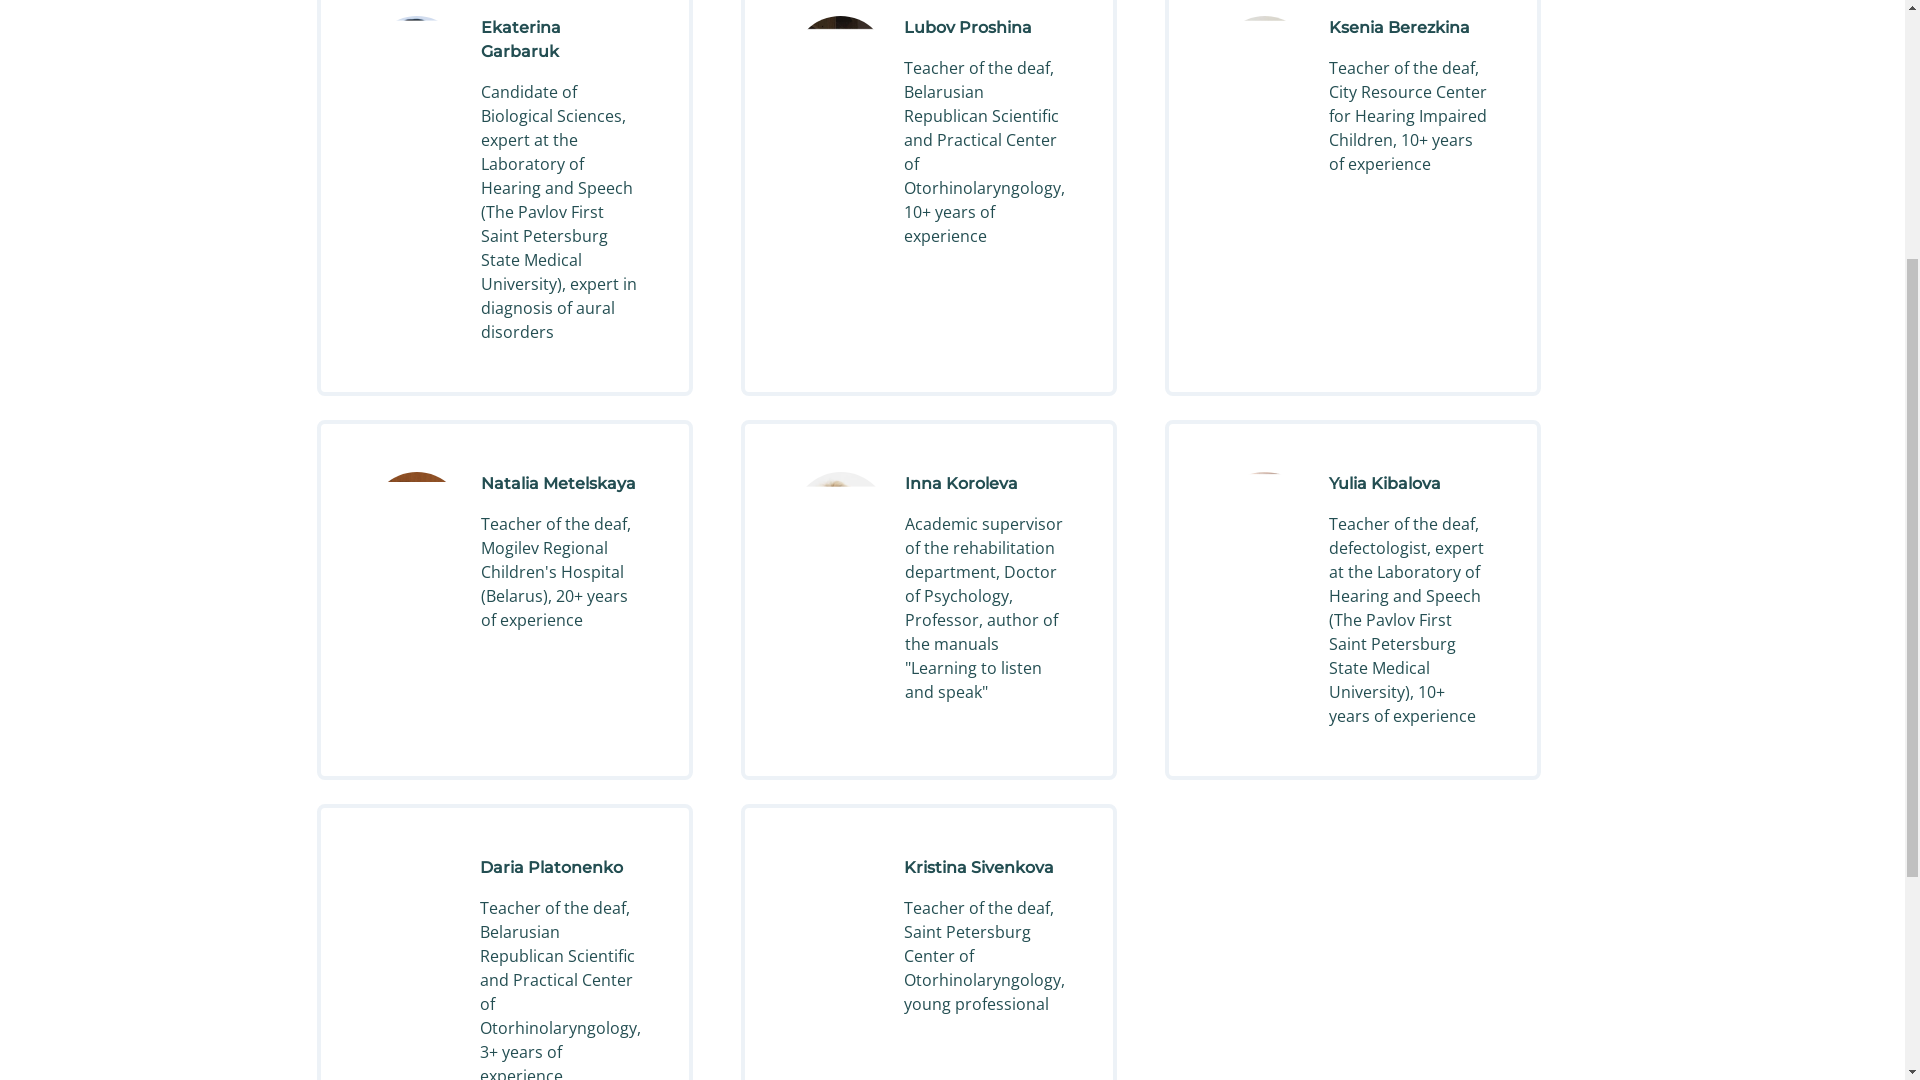 Ekaterina
Garbaruk
Candidate of
Biological Sciences,
expert at the
Laboratory of
Hearing and Speech
(The Pavlov First
Saint Petersburg
State Medical
University), expert in
diagnosis of aural
disorders
Lubov Proshina
Teacher of the deaf,
Belarusian
Republican Scientific
and Practical Center
of
Otorhinolaryngology,
10+ years of
experience
Ksenia Berezkina
Teacher of the deaf,
City Resource Center
for Hearing Impaired
Children, 10+ years
of experience
Natalia Metelskaya
Teacher of the deaf,
Mogilev Regional
Children's Hospital
(Belarus), 20+ years
of experience
Inna Koroleva
Academic supervisor
of the rehabilitation
department, Doctor
of Psychology,
Professor, author of
the manuals
"Learning to listen
and speak"
Yulia Kibalova
Teacher of the deaf,
defectologist, expert
at the Laboratory of
Hearing and Speech
(The Pavlov First
Saint Petersburg
State Medical
University), 10+
years of experience
Daria Platonenko
Teacher of the deaf,
Belarusian
Republican Scientific
and Practical Center
of
Otorhinolaryngology,
3+ years of
experience
Kristina Sivenkova
Teacher of the deaf,
Saint Petersburg
Center of
Otorhinolaryngology,
young professional